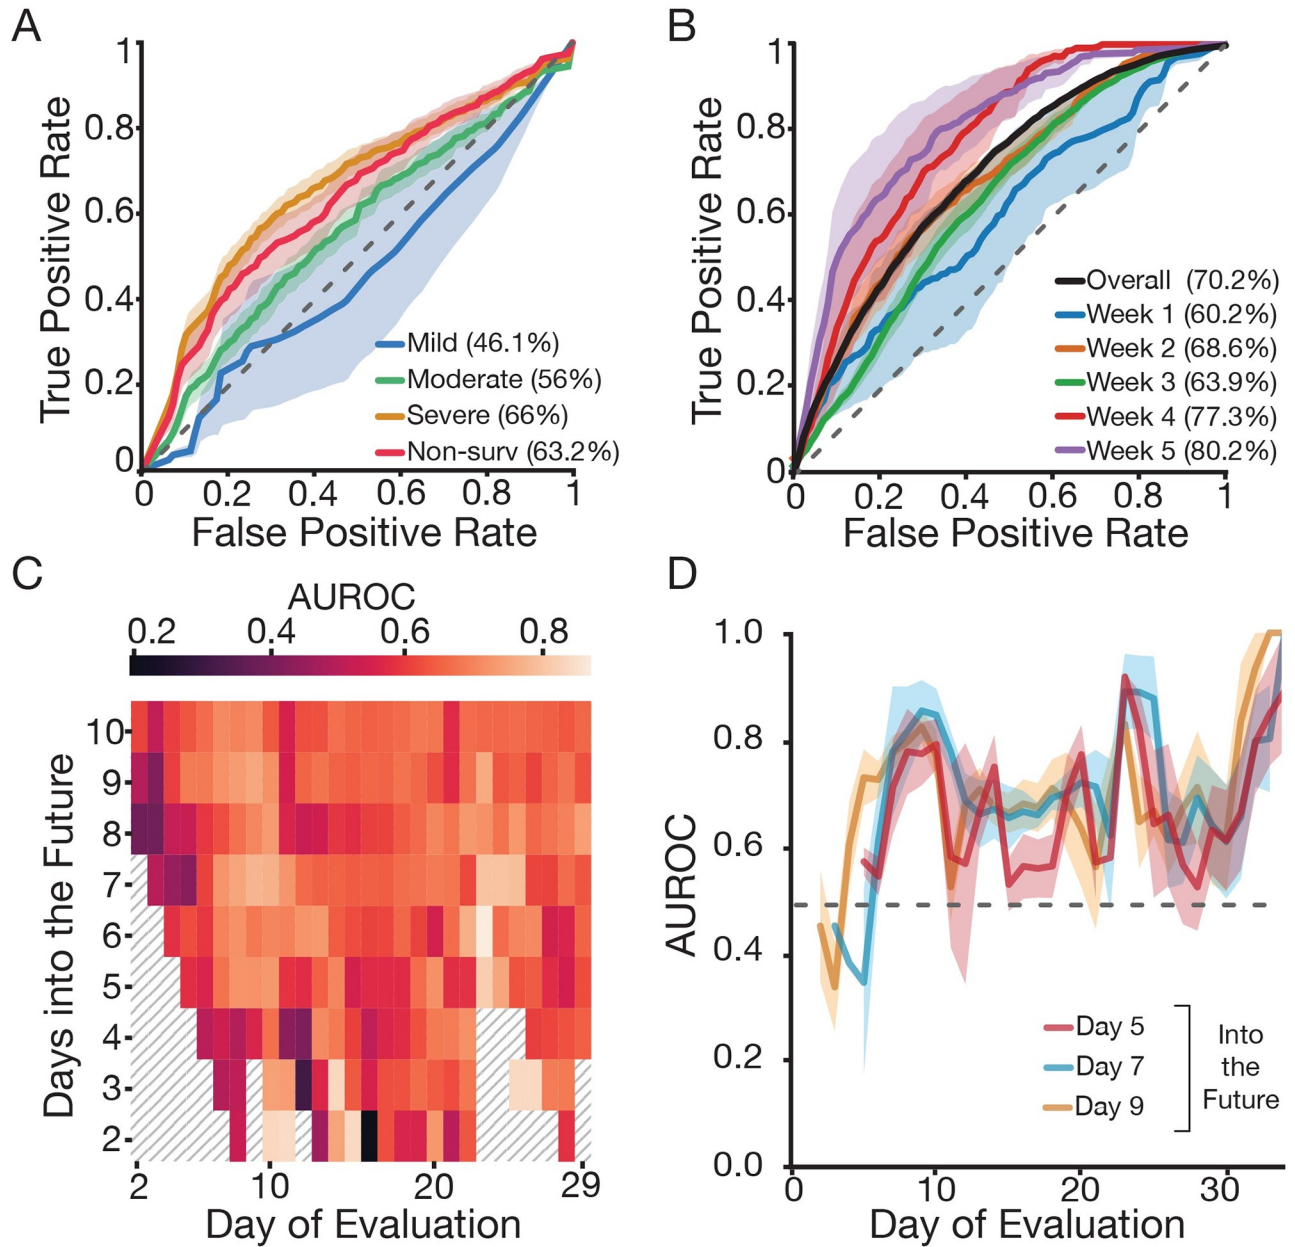 A
True Positive Rate
1
0.8
0.6
0.4
0.2
0
Mild (46.1%)
Moderate (56%)
Severe (66%)
Non-surv (63.2%)
0 0.2 0.4 0.6 0.8 1
False Positive Rate
B
True Positive Rate
1
0.8
0.6
0.4
0.2
0
Overall (70.2%)
Week 1 (60.2%)
Week 2 (68.6%)
Week 3 (63.9%)
Week 4 (77.3%)
Week 5 (80.2%)
0 0.2 0.4 0.6 0.8 1
False Positive Rate
C
AUROC
0.2 0.4 0.6 0.8
Days into the Future
10
9
8
7
6
5
4
3
2
2 10 20 29
Day of Evaluation
D
AUROC
1.0
0.8
0.6
0.4
0.2
0.0
Day 5
Day 7
Day 9
Into
the
Future
0 10 20 30
Day of Evaluation